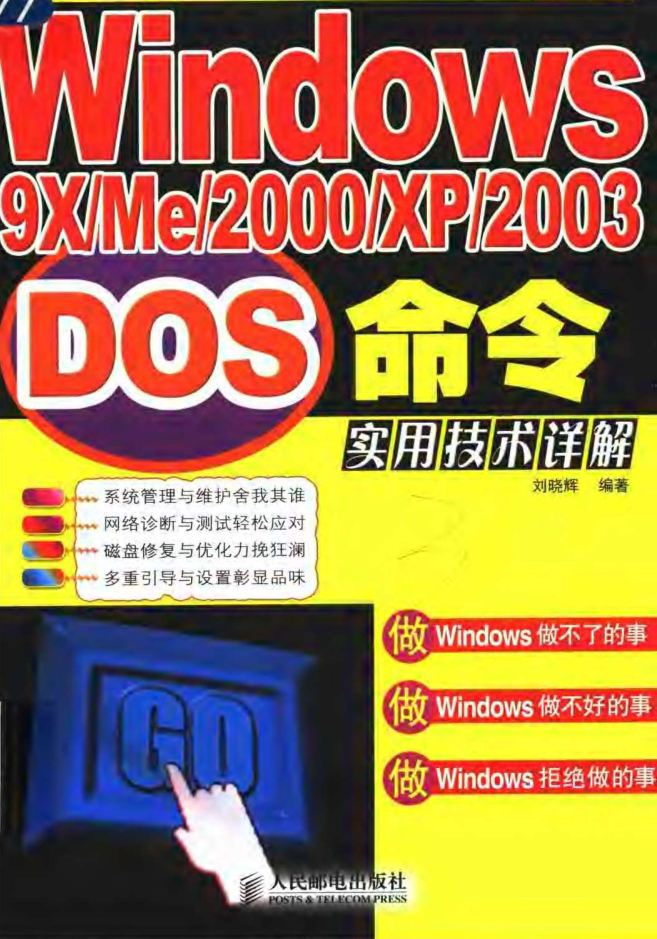 Windows
9X/Me/2000/XP/2003
DOS 命令
实用技术详解
刘晓辉 编著
系统管理与维护舍我其谁
网络诊断与测试轻松应对
磁盘修复与优化力挽狂澜
多重引导与设置彰显品味
做 Windows 做不了的事
做 Windows 做不好的事
做 Windows 拒绝做的事
GO
人民邮电出版社
POSTS & TELECOM PRESS